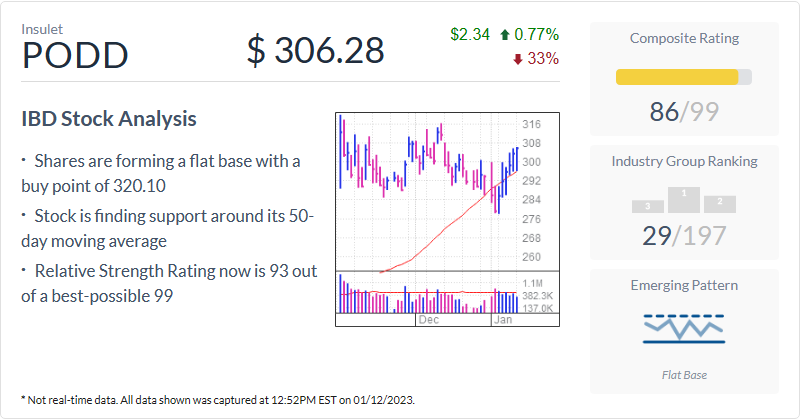 Insulet
PODD
$ 306.28
$2.34 0.77%
33%
IBD Stock Analysis
· Shares are forming a flat base with a
buy point of 320.10
· Stock is finding support around its 50-
day moving average
· Relative Strength Rating now is 93 out
of a best-possible 99
316
308
300
292
284
276
268
260
1.1M
382.3K
137.0K
Dec Jan
Composite Rating
86/99
Industry Group Ranking
3 1 2
29/197
Emerging Pattern
Flat Base
* Not real-time data. All data shown was captured at 12:52PM EST on 01/12/2023.